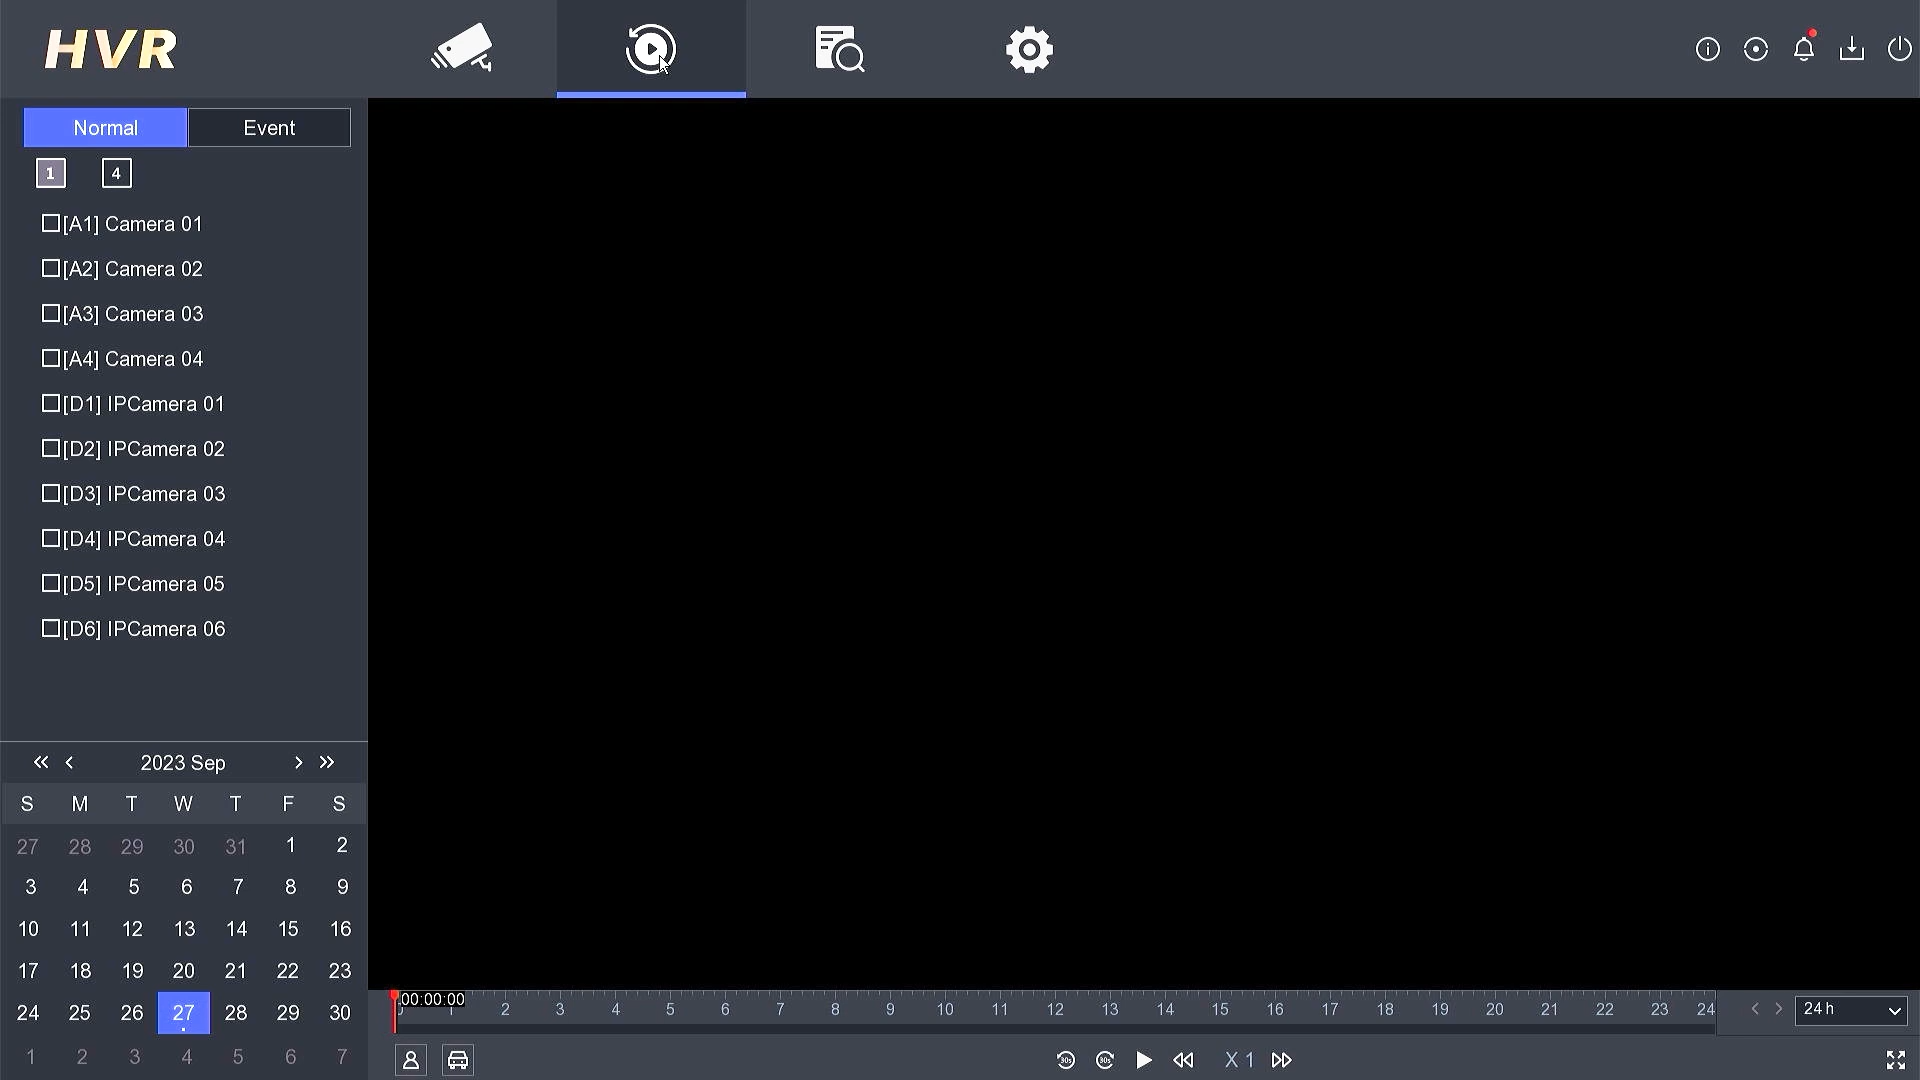 HVR
Normal
Event
1
4
[A1] Camera 01
[A2] Camera 02
[A3] Camera 03
[A4] Camera 04
[D1] IPCamera 01
[D2] IPCamera 02
[D3] IPCamera 03
[D4] IPCamera 04
[D5] IPCamera 05
[D6] IPCamera 06
2023 Sep
S M T W T F S
27 28 29 30 31 1 2
3 4 5 6 7 8 9
10 11 12 13 14 15 16
17 18 19 20 21 22 23
24 25 26 27 28 29 30
1 2 3 4 5 6 7
00:00:00
2 3 4 5 6 7 8 9 10 11 12 13 14 15 16 17 18 19 20 21 22 23 24
24 h
30s 30s X 1